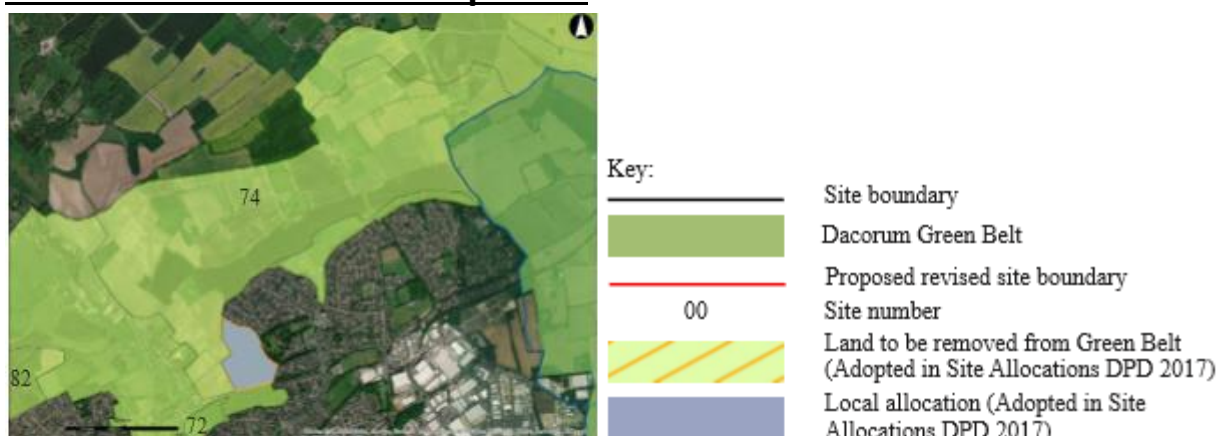 74
82
72
Key:
Site boundary
Dacorum Green Belt
Proposed revised site boundary
00
Site number
Land to be removed from Green Belt
(Adopted in Site Allocations DPD 2017)
Local allocation (Adopted in Site
Allocations DPD 2017)